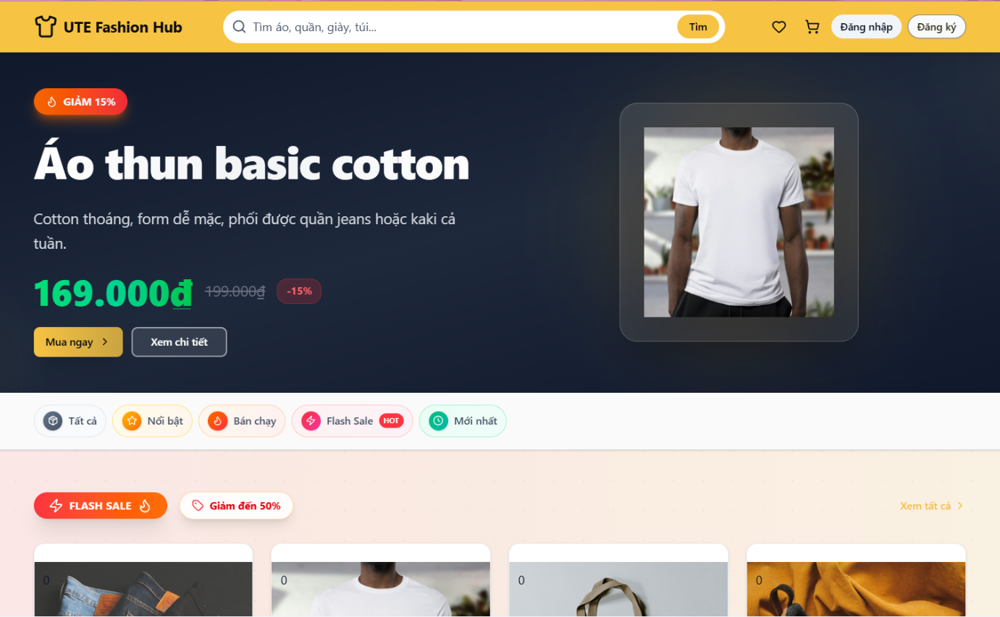 UTE Fashion Hub
Tìm áo, quần, giày, túi...
Tìm
Đăng nhập
Đăng ký
GIẢM 15%
Áo thun basic cotton
Cotton thoáng, form dễ mặc, phối được quần jeans hoặc kaki cả
tuần.
169.000₫ 199.000₫ -15%
Mua ngay
Xem chi tiết
Tất cả
Nổi bật
Bán chạy
Flash Sale HOT
Mới nhất
FLASH SALE
Giảm đến 50%
Xem tất cả
0
0
0
0